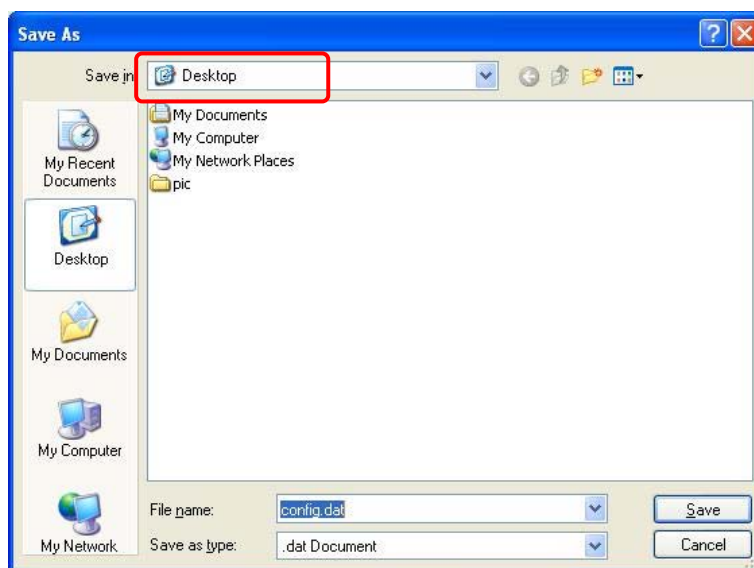 Save As
Save in
Desktop
My Documents
My Computer
My Network Places
pic
My Recent
Documents
Desktop
My Documents
My Computer
My Network
File name:
config.dat
Save
Save as type:
.dat Document
Cancel